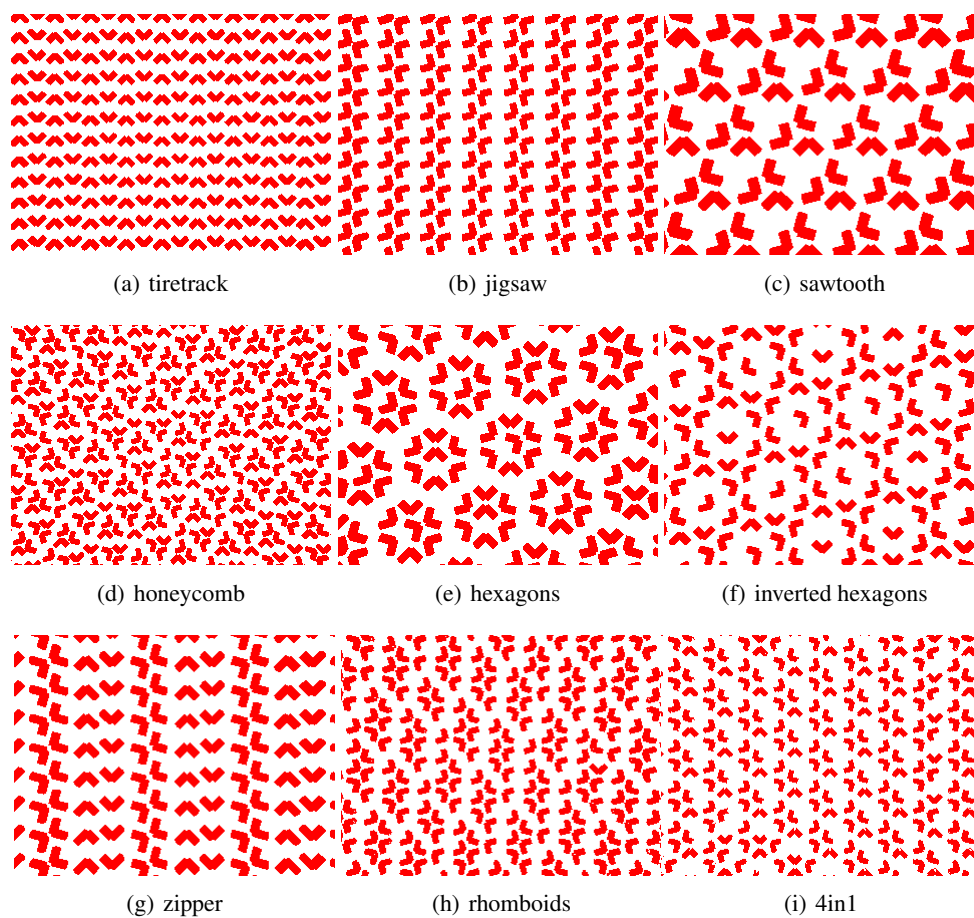 (a) tiretrack
(b) jigsaw
(c) sawtooth
(d) honeycomb
(e) hexagons
(f) inverted hexagons
(g) zipper
(h) rhomboids
(i) 4in1